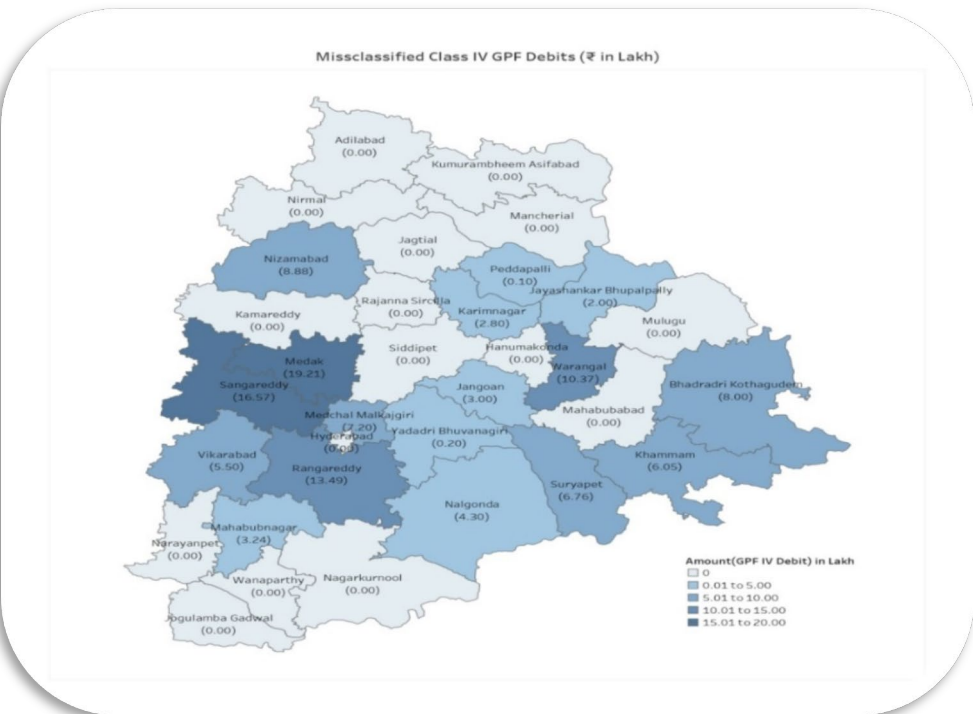 Missclassified Class IV GPF Debits (₹ in Lakh)
Adilabad
(0.00)
Kumurambheem Asifabad
(0.00)
Nirmal
(0.00)
Mancherial
(0.00)
Jagtial
(0.00)
Nizamabad
(8.88)
Peddapalli
(0.10)
Jayashankar Bhupalpally
(2.00)
Rajanna Sircilla
(0.00)
Karimnagar
(2.80)
Kamareddy
(0.00)
Mulugu
(0.00)
Siddipet
(0.00)
Hanumakonda
(0.00)
Medak
(19.21)
Warangal
(10.37)
Sangareddy
(16.57)
Jangoan
(3.00)
Bhadradri Kothagudem
(8.00)
Mahabubabad
(0.00)
Medchal Malkajgiri
(7.20)
Yadadri Bhuvanagiri
(0.20)
Hyderabad
(0.00)
Vikarabad
(5.50)
Khammam
(6.05)
Rangareddy
(13.49)
Suryapet
(6.76)
Nalgonda
(4.30)
Mahabubnagar
(3.24)
Narayanpet
(0.00)
Wanaparthy
(0.00)
Nagarkurnool
(0.00)
Jogulamba Gadwal
(0.00)
Amount(GPF IV Debit) in Lakh
0
0.01 to 5.00
5.01 to 10.00
10.01 to 15.00
15.01 to 20.00